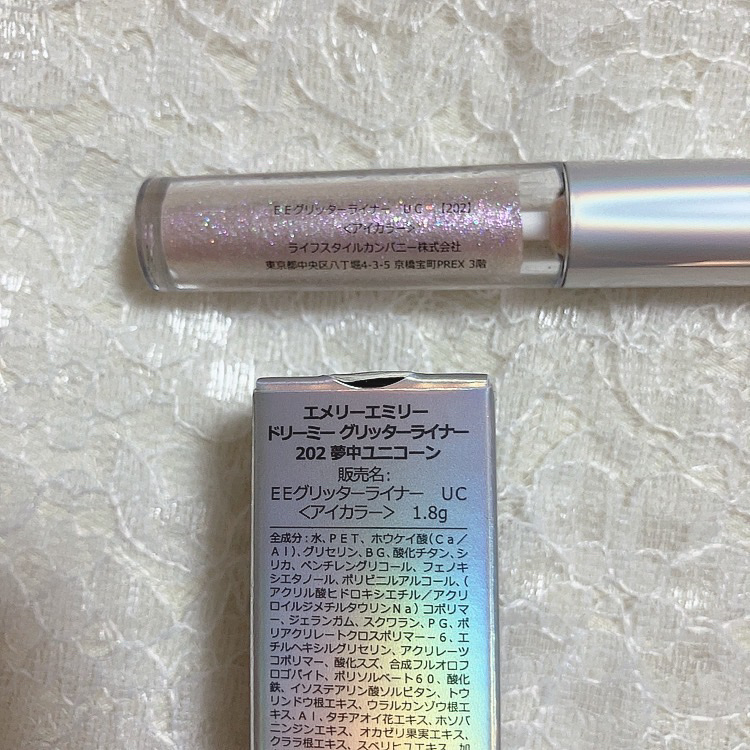 EEグリッターライナー UC 【202】
<アイカラー>
ライフスタイルカンパニー株式会社
東京都中央区八丁堀4-3-5 京橋宝町PREX 3階
エメリーエミリー
ドリーミー グリッターライナー
202 夢中ユニコーン
販売名:
EEグリッターライナー UC
<アイカラー> 1.8g
全成分:水、PET、ホウケイ酸(Ca/
Al)、グリセリン、BG、酸化チタン、シ
リカ、ペンチレングリコール、フェノキ
シエタノール、ポリビニルアルコール、(
アクリル酸ヒドロキシエチル/アクリ
ロイルジメチルタウリンNa)コポリマ
ー、ジェランガム、スクワラン、PG、ポ
リアクリレートクロスポリマー-6、エ
チルヘキシルグリセリン、アクリレーツ
コポリマー、酸化スズ、合成フルオロフ
ロゴパイト、ポリソルベート60、酸化
鉄、イソステアリン酸ソルビタン、トウ
リンドウ根エキス、ウラルカンゾウ根エ
キス、Al、タチアオイ花エキス、ホソバ
ニンジンエキス、オカゼリ果実エキス、
クララ根エキス、スベリヒユエキス、加